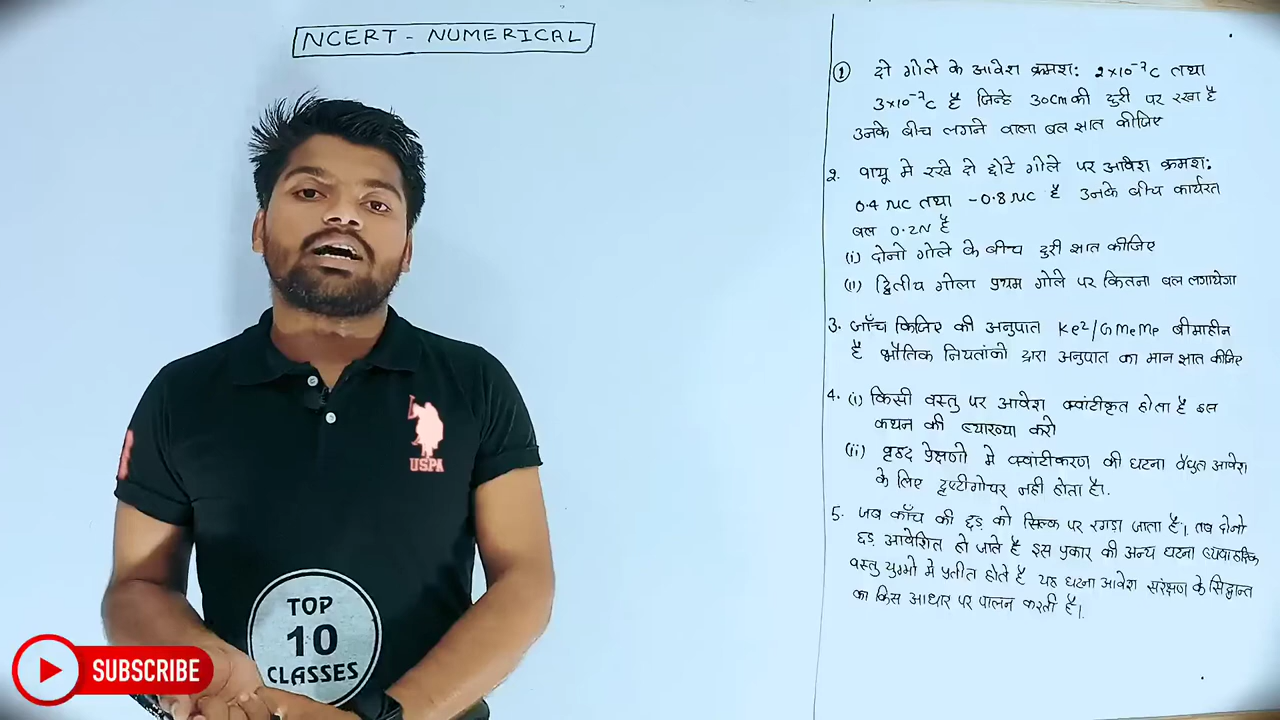 NCERT - NUMERICAL
① दो गोले के आवेश क्रमश: 2×10⁻⁷C तथा
3×10⁻⁷C है जिन्हे 30cm की दुरी पर रखा है
उनके बीच लगने वाला बल ज्ञात कीजिए
2. वायू मे रखे दो छोटे गोले पर आवेश क्रमश:
0.4 μC तथा -0.8 μC है उनके बीच कार्यरत
बल 0.2N है
(i) दोनो गोले के बीच दुरी ज्ञात कीजिए
(ii) द्वितीय गोला प्रथम गोले पर कितना बल लगायेगा
3. जाँच किजिए की अनुपात Ke²/GMeMp बीमाहीन
है भौतिक नियतांको द्वारा अनुपात का मान ज्ञात कीजिए
4. (i) किसी वस्तु पर आवेश क्वांटीकृत होता है इस
कथन की व्याख्या करो
(ii) वृहद प्रेक्षणो मे क्वांटीकरण की घटना वैधुत आवेश
के लिए दृष्टीगोचर नही होता है।
5. जब काँच की छड को सिल्क पर रगडा जाता है। तब दोनो
छड आवेशित हो जाते है इस प्रकार की अन्य घटना
वस्तु युग्मो मे प्रतीत होते है यह घटना आवेश संरक्षण के सिद्वान्त
का किस आधार पर पालन करती है।
USPA
TOP
10
CLASSES
SUBSCRIBE